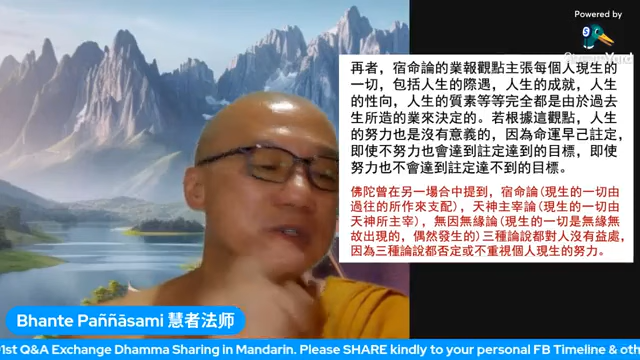 Powered by
StreamYard
再者，宿命論的業報觀點主張每個人現生的
一切，包括人生的際遇，人生的成就，人生
的性向，人生的質素等等完全都是由於過去
生所造的業來決定的。若根據這觀點，人生
的努力也是沒有意義的，因為命運早己註定，
即使不努力也會達到註定達到的目標，即使
努力也不會達到註定達不到的目標。
佛陀曾在另一場合中提到，宿命論(現生的一切由
過往的所作來支配)，天神主宰論(現生的一切由
天神所主宰)，無因無緣論(現生的一切是無緣無
故出現的，偶然發生的)三種論說都對人沒有益處，
因為三種論說都否定或不重視個人現生的努力。
Bhante Paññāsami 慧者法师
91st Q&A Exchange Dhamma Sharing in Mandarin. Please SHARE kindly to your personal FB Timeline & oth